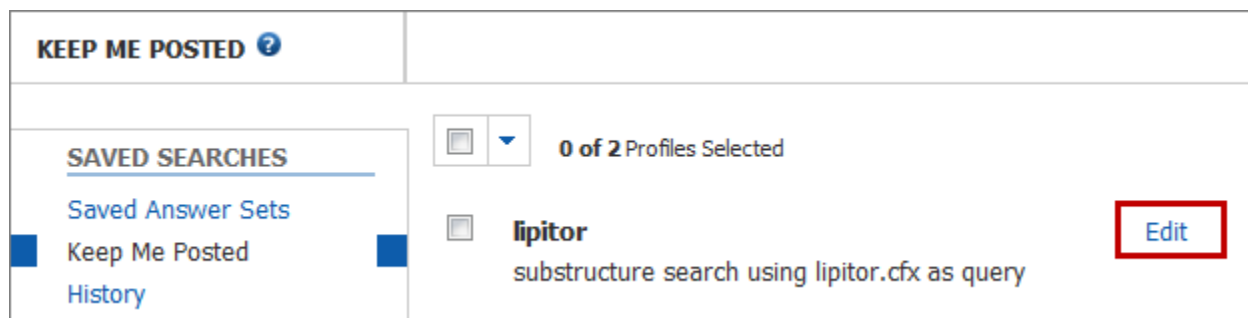 KEEP ME POSTED ?
SAVED SEARCHES
Saved Answer Sets
Keep Me Posted
History
0 of 2 Profiles Selected
lipitor
Edit
substructure search using lipitor.cfx as query